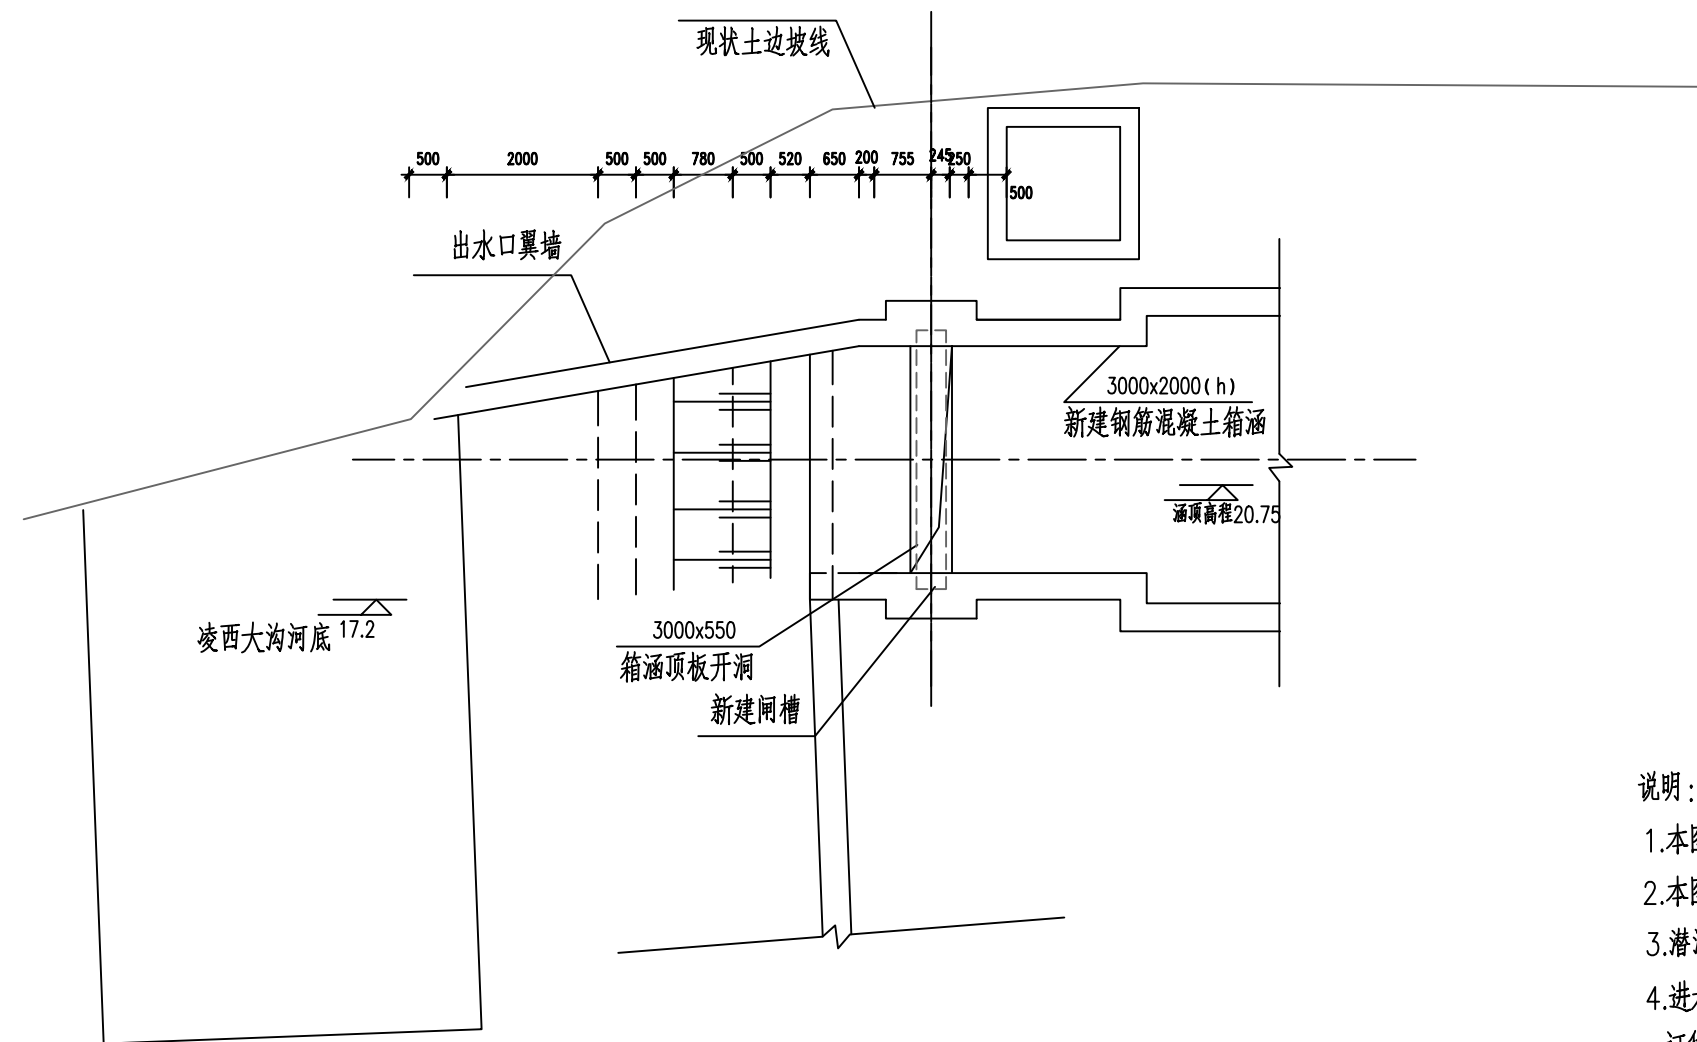 现状土边坡线
500 2000 500 500 780 500 520 650 200 755 245 250
500
出水口翼墙
3000x2000(h)
新建钢筋混凝土箱涵
涵顶高程20.75
凌西大沟河底 17.2
3000x550
箱涵顶板开洞
新建闸槽
说明:
1.本图
2.本图
3.潜
4.进